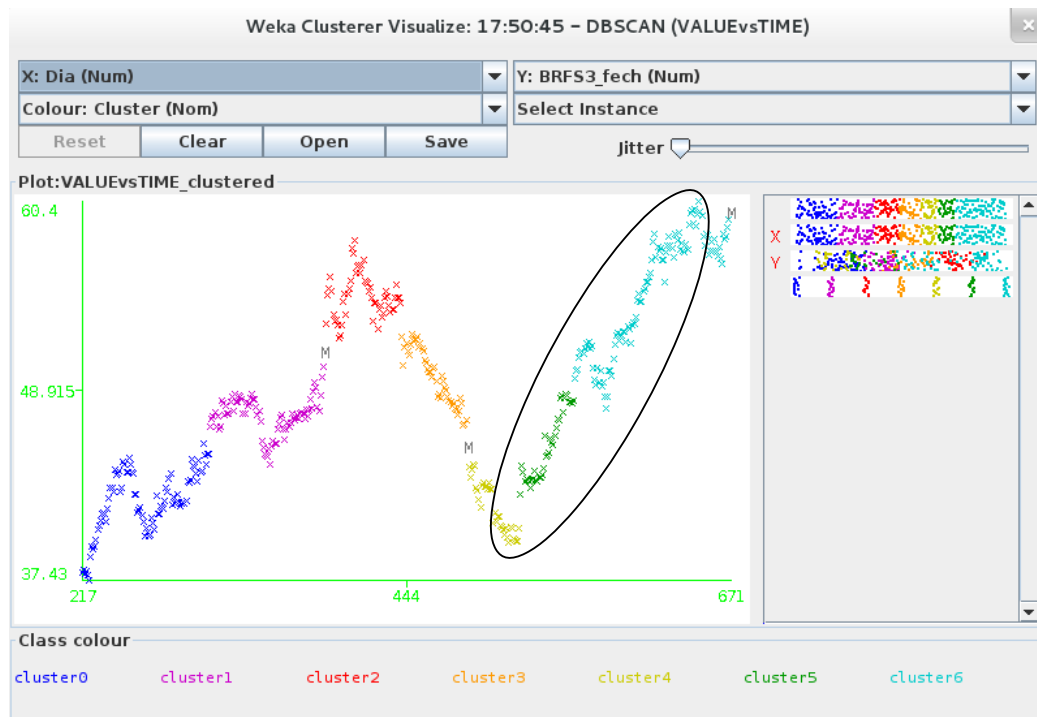 Weka Clusterer Visualize: 17:50:45 – DBSCAN (VALUEvsTIME)
X: Dia (Num) Y: BRFS3_fech (Num)
Colour: Cluster (Nom) Select Instance
Reset Clear Open Save Jitter
Plot:VALUEvsTIME_clustered
60.4
M
X
Y
M
48.915
M
37.43
217 444 671
Class colour
cluster0 cluster1 cluster2 cluster3 cluster4 cluster5 cluster6